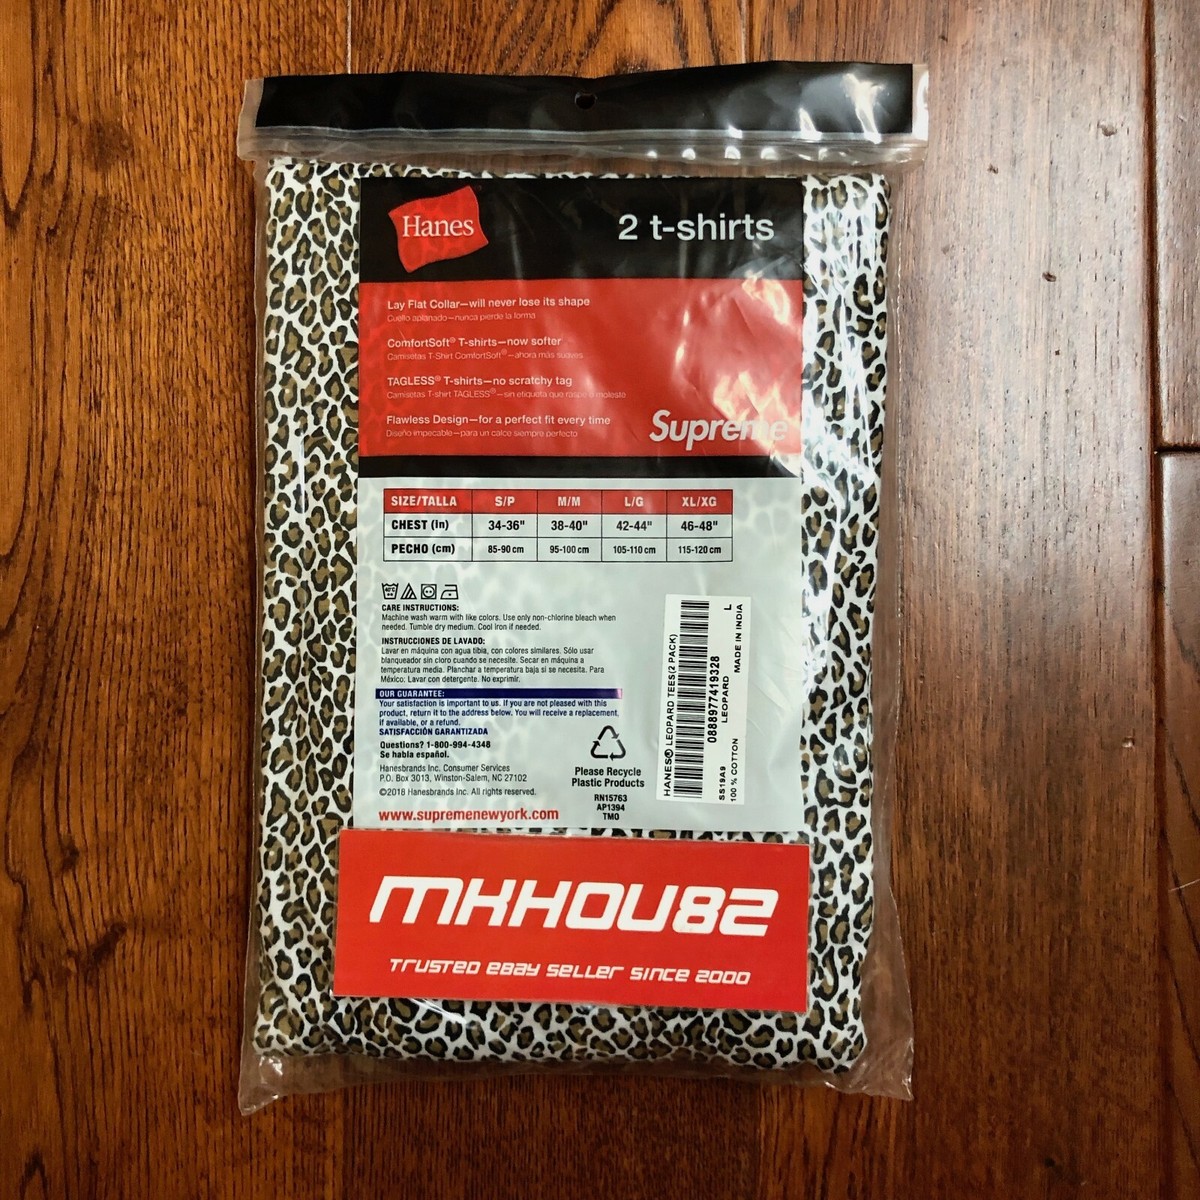 Hanes
2 t-shirts
Lay Flat Collar—will never lose its shape
Cuello aplanado—nunca pierde la forma
ComfortSoft® T-shirts—now softer
Camisetas T-Shirt ComfortSoft®—ahora más suaves
TAGLESS® T-shirts—no scratchy tag
Camisetas T-shirt TAGLESS®—sin etiqueta que raspe o moleste
Flawless Design—for a perfect fit every time
Diseño impecable—para un calce siempre perfecto
Supreme
SIZE/TALLA S/P M/M L/G XL/XG
CHEST (in) 34-36" 38-40" 42-44" 46-48"
PECHO (cm) 85-90 cm 95-100 cm 105-110 cm 115-120 cm
CARE INSTRUCTIONS:
Machine wash warm with like colors. Use only non-chlorine bleach when
needed. Tumble dry medium. Cool iron if needed.
INSTRUCCIONES DE LAVADO:
Lavar en máquina con agua tibia, con colores similares. Sólo usar
blanqueador sin cloro cuando se necesite. Secar en máquina a
temperatura media. Planchar a temperatura baja si se necesita. Para
México: Lavar con detergente. No exprimir.
OUR GUARANTEE:
Your satisfaction is important to us. If you are not pleased with this
product, return it to the address below. You will receive a replacement,
if available, or a refund.
SATISFACCIÓN GARANTIZADA
Questions? 1-800-994-4348
Se habla español.
Hanesbrands Inc. Consumer Services
P.O. Box 3013, Winston-Salem, NC 27102
©2018 Hanesbrands Inc. All rights reserved.
www.supremenewyork.com
Please Recycle
Plastic Products
RN15763
AP1394
TMO
HANES® LEOPARD TEES(2 PACK)
0888977419328
SS19A9 LEOPARD L
100 % COTTON MADE IN INDIA
MKHOU82
TRUSTED EBAY SELLER SINCE 2000